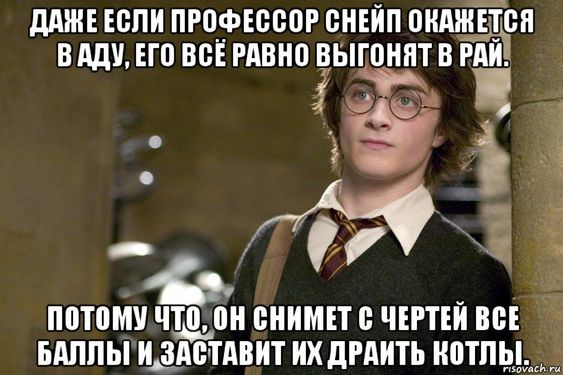 ДАЖЕ ЕСЛИ ПРОФЕССОР СНЕЙП ОКАЖЕТСЯ
В АДУ, ЕГО ВСЁ РАВНО ВЫГОНЯТ В РАЙ.
ПОТОМУ ЧТО, ОН СНИМЕТ С ЧЕРТЕЙ ВСЕ
БАЛЛЫ И ЗАСТАВИТ ИХ ДРАИТЬ КОТЛЫ.
risovach.ru